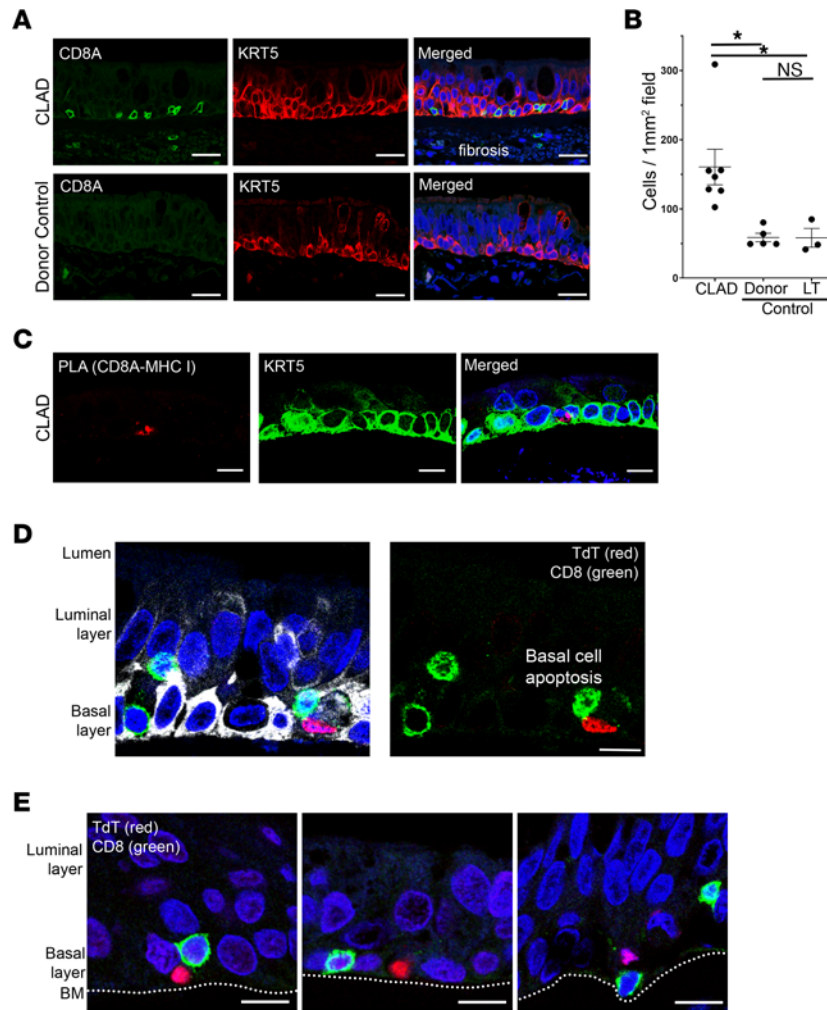 A
CD8A
KRT5
Merged
CLAD
fibrosis
CD8A
KRT5
Merged
Donor Control
B
*
*
NS
Cells / 1mm² field
300
200
150
100
50
0
CLAD Donor LT
Control
C
PLA (CD8A-MHC I)
KRT5
Merged
CLAD
D
Lumen
Luminal
layer
Basal
layer
TdT (red)
CD8 (green)
Basal cell
apoptosis
E
TdT (red)
CD8 (green)
Luminal
layer
Basal
layer
BM